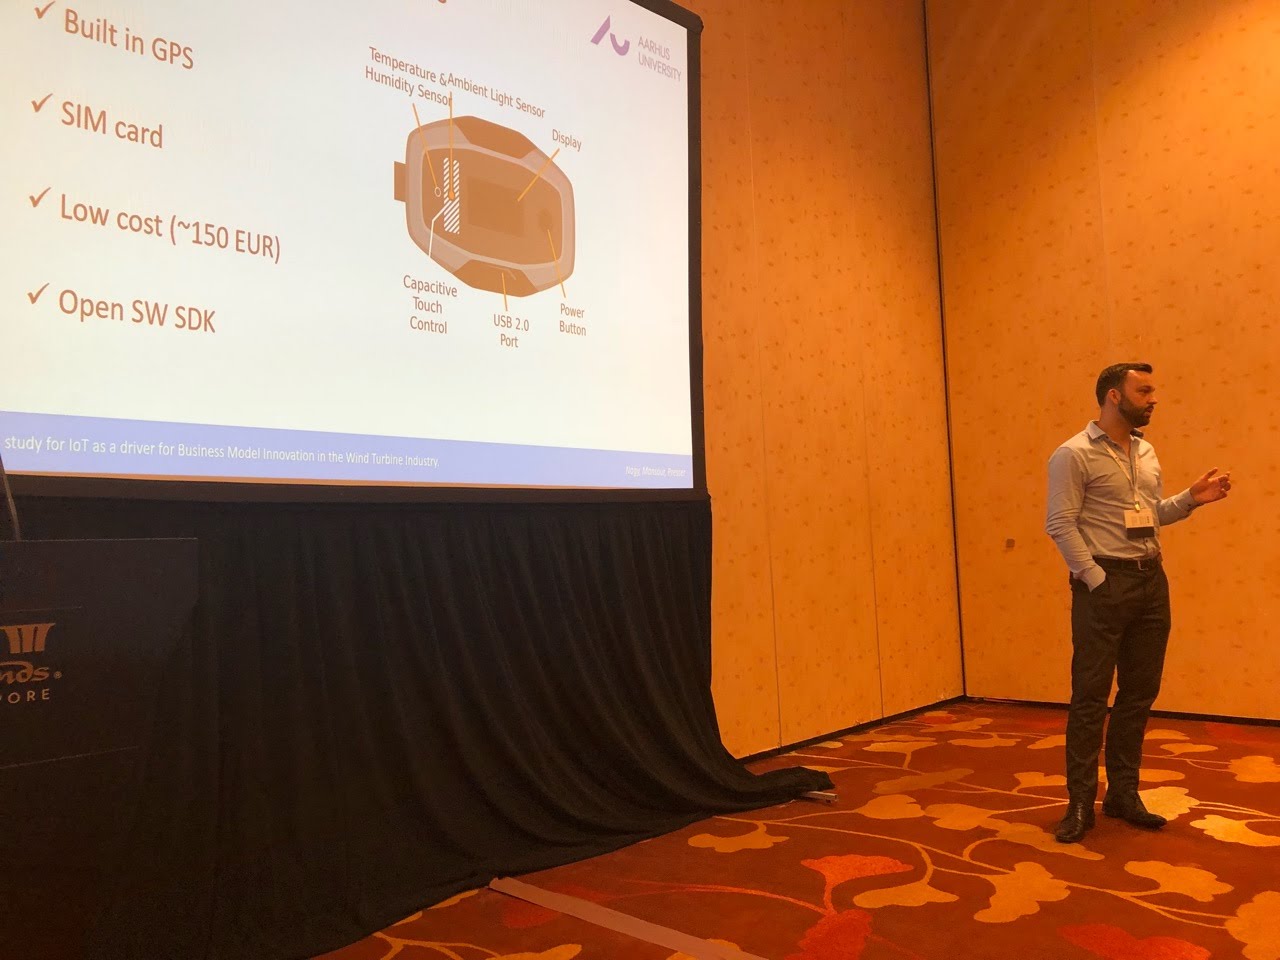 ✓ Built in GPS
✓ SIM card
✓ Low cost (~150 EUR)
✓ Open SW SDK
AARHUS
UNIVERSITY
Temperature &
Humidity Sensor
Ambient Light Sensor
Display
Capacitive
Touch
Control
USB 2.0
Port
Power
Button
study for IoT as a driver for Business Model Innovation in the Wind Turbine Industry
nds®
PORE